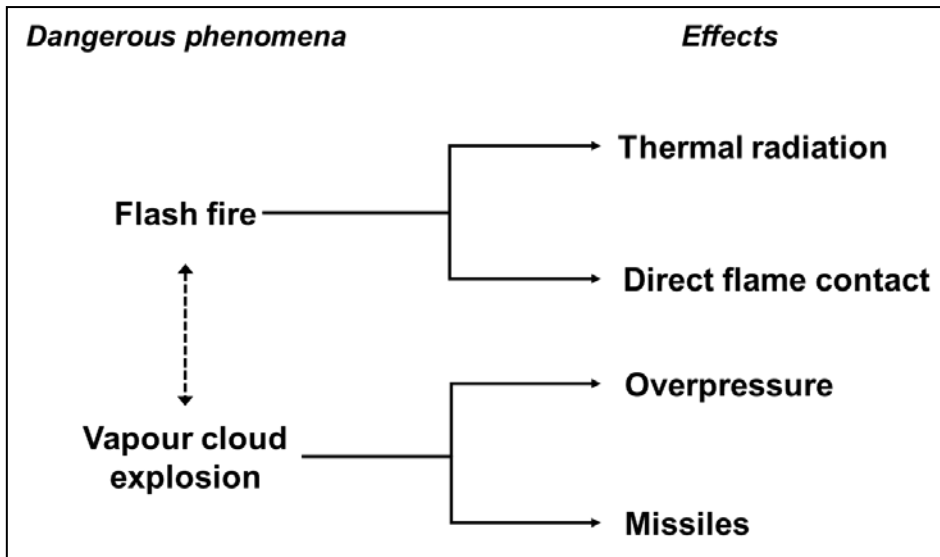 Dangerous phenomena
Effects
Thermal radiation
Flash fire
Direct flame contact
Overpressure
Vapour cloud
explosion
Missiles